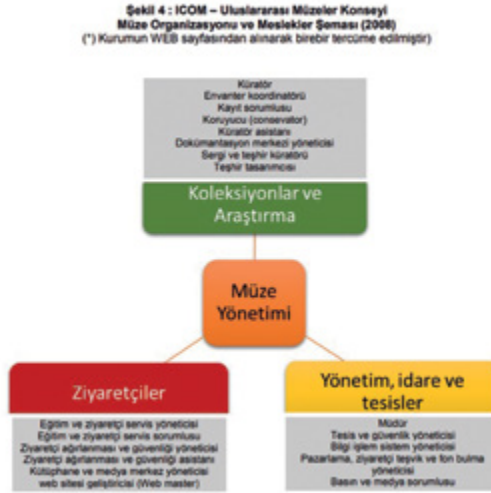 Şekil 4 : ICOM – Uluslararası Müzeler Konseyi
Müze Organizasyonu ve Meslekler Şeması (2008)
(*) Kurumun WEB sayfasından alınarak birebir tercüme edilmiştir)
Küratör
Envanter koordinatörü
Kayıt sorumlusu
Koruyucu (consevator)
Küratör asistanı
Dokümantasyon merkezi yöneticisi
Sergi ve teşhir küratörü
Teşhir tasarımcısı
Koleksiyonlar ve
Araştırma
Müze
Yönetimi
Ziyaretçiler
Eğitim ve ziyaretçi servis yöneticisi
Eğitim ve ziyaretçi servis sorumlusu
Ziyaretçi ağırlanması ve güvenliği yöneticisi
Ziyaretçi ağırlanması ve güvenliği asistanı
Kütüphane ve medya merkez yöneticisi
web sitesi geliştiricisi (Web master)
Yönetim, idare ve
tesisler
Müdür
Tesis ve güvenlik yöneticisi
Bilgi işlem sistem yöneticisi
Pazarlama, ziyaretçi teşvik ve fon bulma
yöneticisi
Basın ve medya sorumlusu